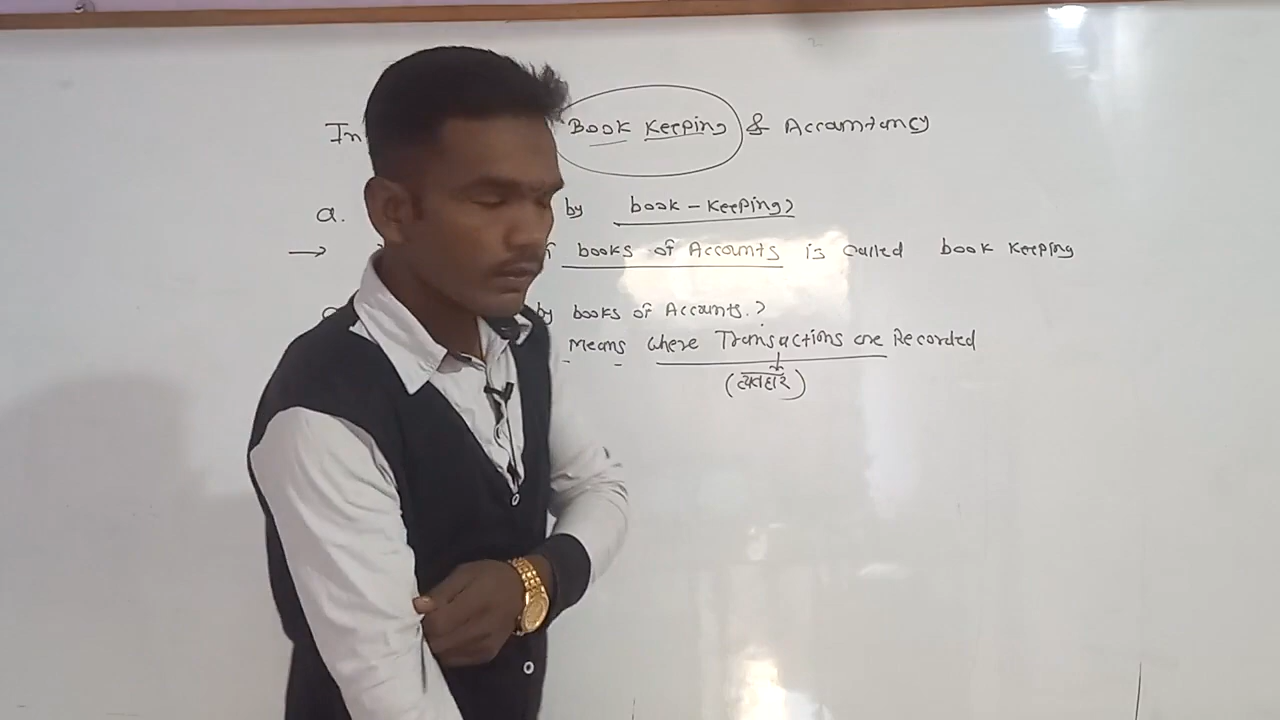 In Book Keeping & Accountancy
Q. by book - Keeping?
→ of books of Accounts is called book Keeping
by books of Accounts.?
Means where Transactions are Recorded
(व्यवहार)